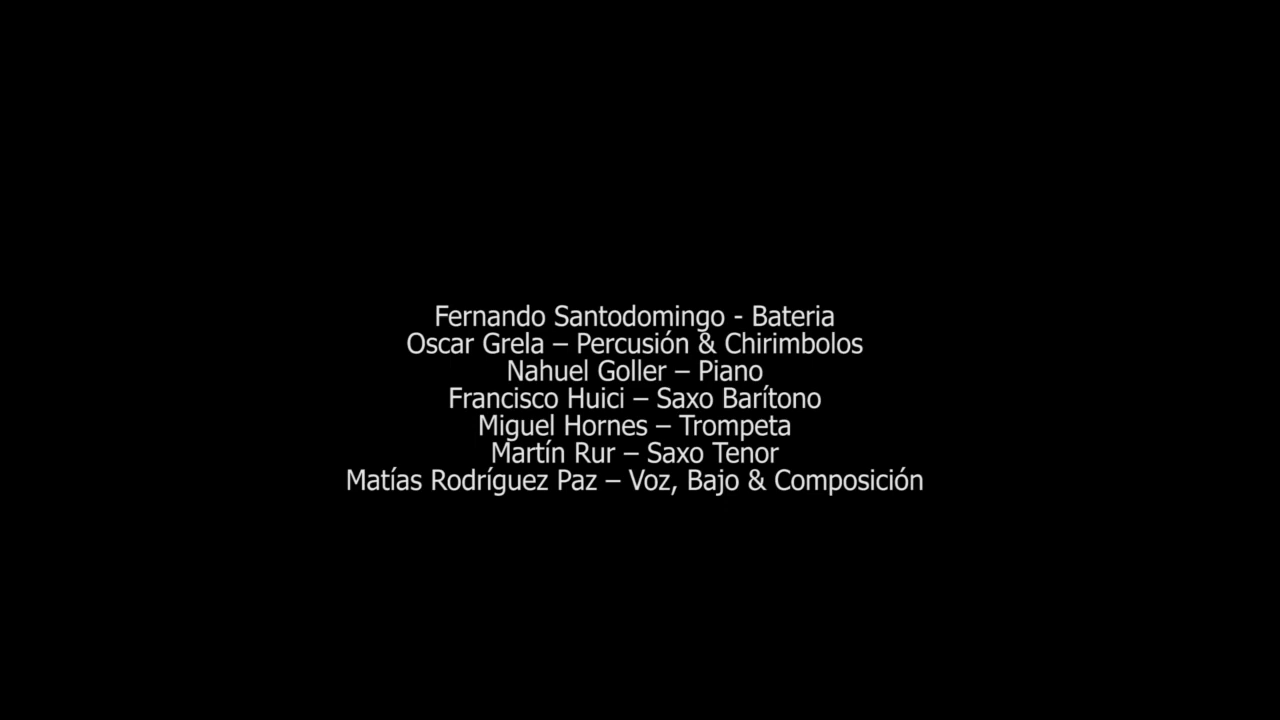 Fernando Santodomingo - Bateria
Oscar Grela – Percusión & Chirimbolos
Nahuel Goller – Piano
Francisco Huici – Saxo Barítono
Miguel Hornes – Trompeta
Martín Rur – Saxo Tenor
Matías Rodríguez Paz – Voz, Bajo & Composición